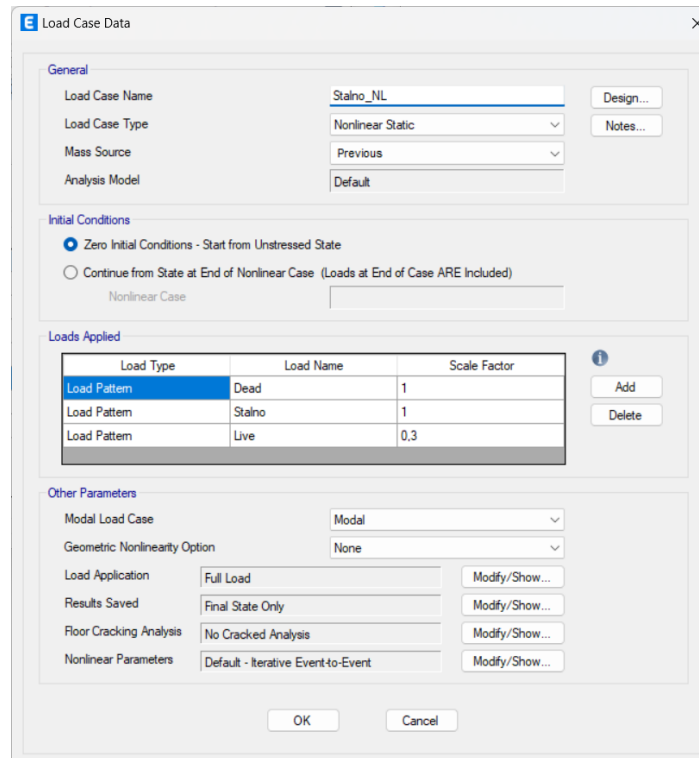 E Load Case Data
General
Load Case Name Stalno_NL Design...
Load Case Type Nonlinear Static Notes...
Mass Source Previous
Analysis Model Default
Initial Conditions
Zero Initial Conditions - Start from Unstressed State
Continue from State at End of Nonlinear Case (Loads at End of Case ARE Included)
Nonlinear Case
Loads Applied
Load Type Load Name Scale Factor
Load Pattern Dead 1 Add
Load Pattern Stalno 1 Delete
Load Pattern Live 0,3
Other Parameters
Modal Load Case Modal
Geometric Nonlinearity Option None
Load Application Full Load Modify/Show...
Results Saved Final State Only Modify/Show...
Floor Cracking Analysis No Cracked Analysis Modify/Show...
Nonlinear Parameters Default - Iterative Event-to-Event Modify/Show...
OK Cancel